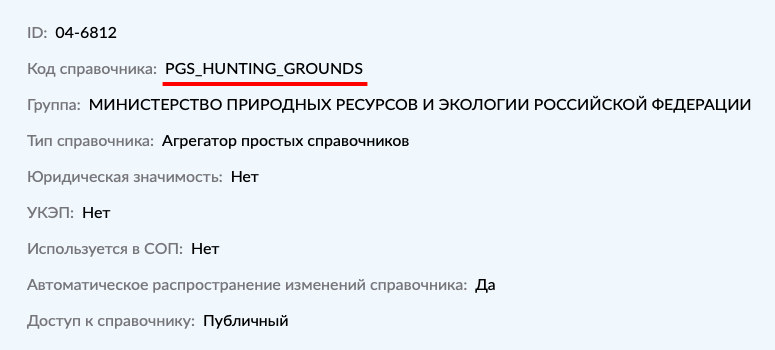 ID: 04-6812
Код справочника: PGS_HUNTING_GROUNDS
Группа: МИНИСТЕРСТВО ПРИРОДНЫХ РЕСУРСОВ И ЭКОЛОГИИ РОССИЙСКОЙ ФЕДЕРАЦИИ
Тип справочника: Агрегатор простых справочников
Юридическая значимость: Нет
УКЭП: Нет
Используется в СОП: Нет
Автоматическое распространение изменений справочника: Да
Доступ к справочнику: Публичный